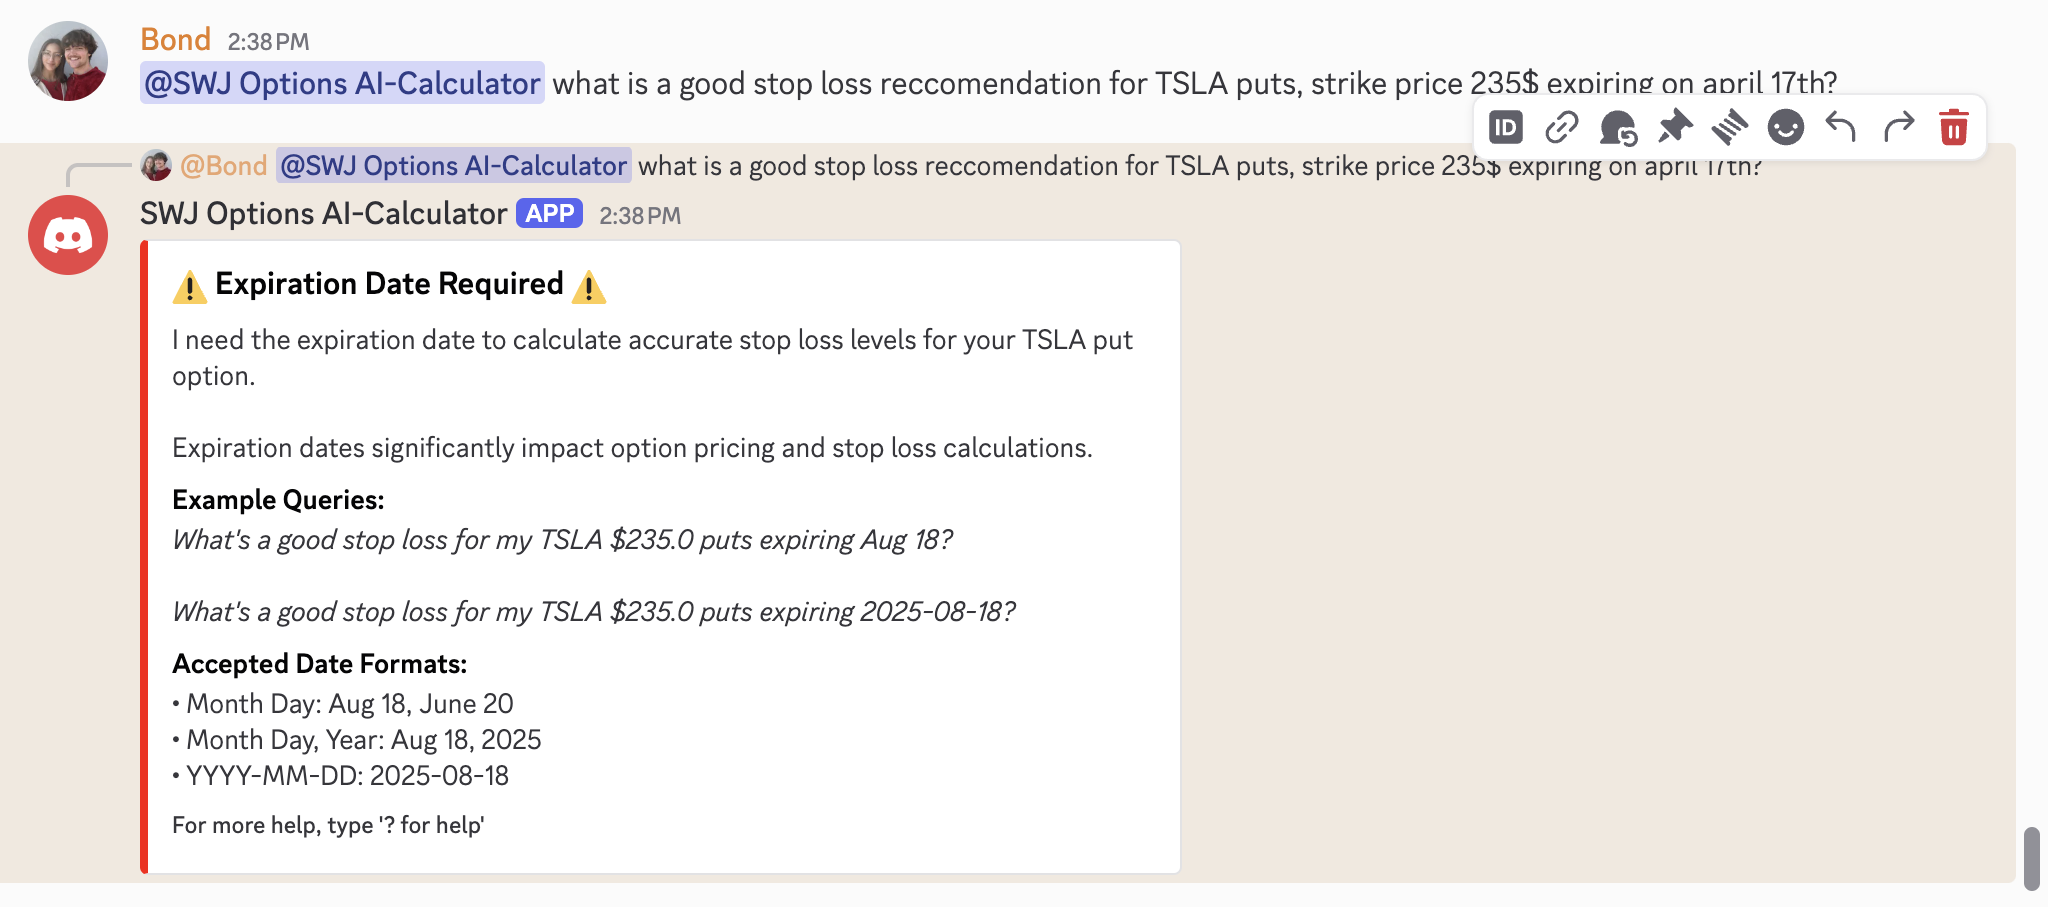 Bond 2:38 PM
@SWJ Options AI-Calculator what is a good stop loss reccomendation for TSLA puts, strike price 235$ expiring on april 17th?
ID
@Bond @SWJ Options AI-Calculator what is a good stop loss reccomendation for TSLA puts, strike price 235$ expiring on april 17th?
SWJ Options AI-Calculator APP 2:38 PM
⚠️ Expiration Date Required ⚠️
I need the expiration date to calculate accurate stop loss levels for your TSLA put
option.
Expiration dates significantly impact option pricing and stop loss calculations.
Example Queries:
What's a good stop loss for my TSLA $235.0 puts expiring Aug 18?
What's a good stop loss for my TSLA $235.0 puts expiring 2025-08-18?
Accepted Date Formats:
• Month Day: Aug 18, June 20
• Month Day, Year: Aug 18, 2025
• YYYY-MM-DD: 2025-08-18
For more help, type '? for help'